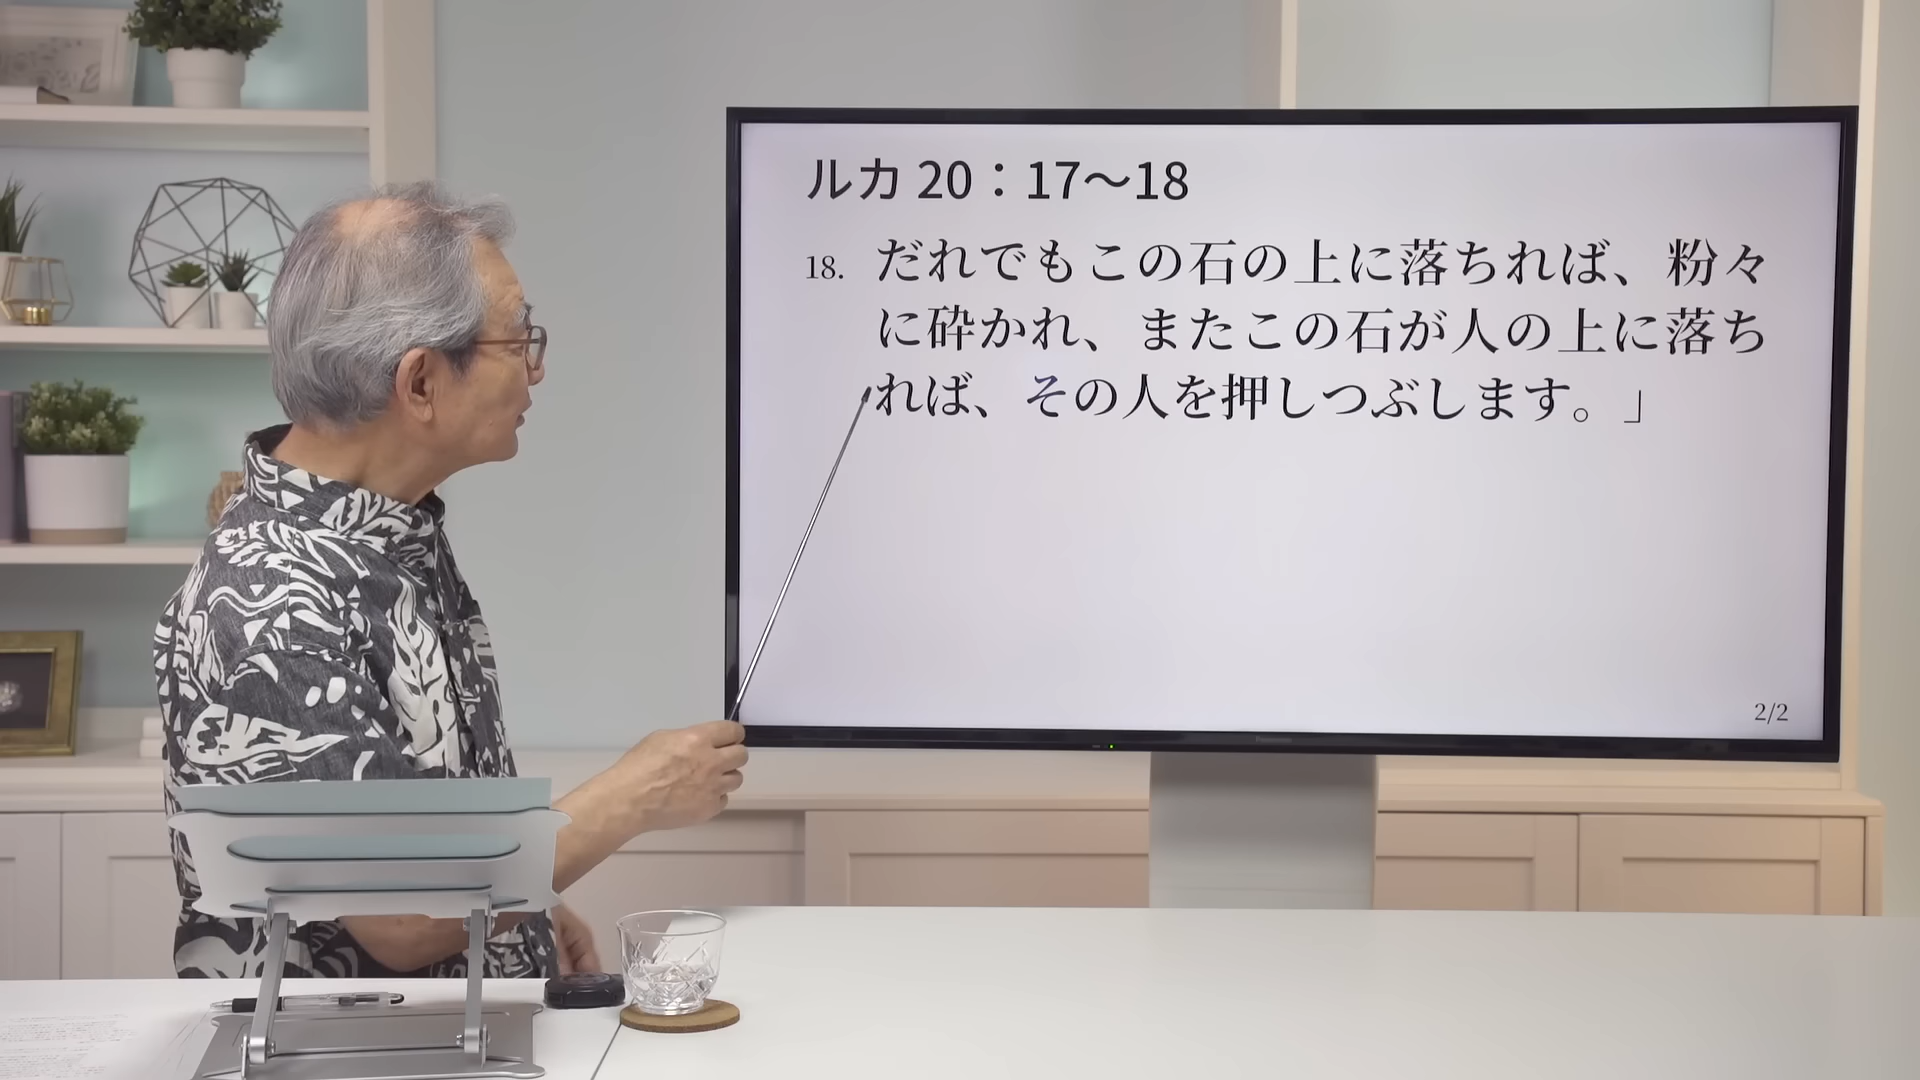 ルカ 20：17〜18
18. だれでもこの石の上に落ちれば、粉々
に砕かれ、またこの石が人の上に落ち
れば、その人を押しつぶします。」
2/2